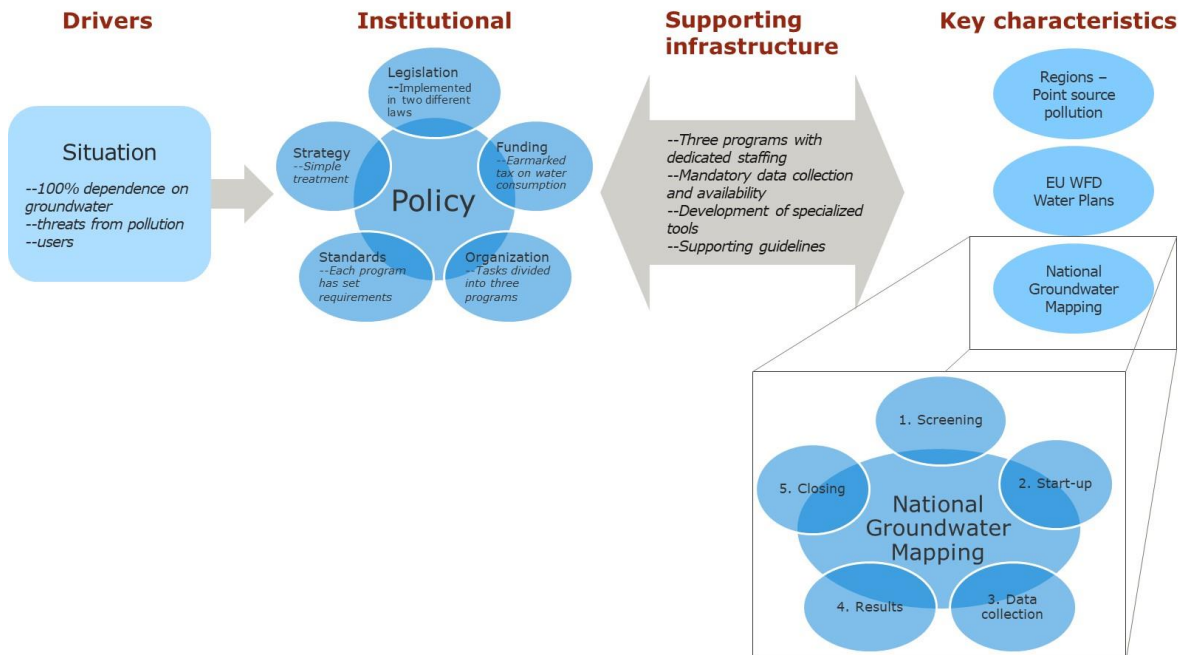 Drivers
Situation
--100% dependence on
groundwater
--threats from pollution
--users
Institutional
Legislation
--Implemented
in two different
laws
Strategy
--Simple
treatment
Funding
--Earmarked
tax on water
consumption
Policy
Standards
--Each program
has set
requirements
Organization
--Tasks divided
into three
programs
Supporting
infrastructure
--Three programs with
dedicated staffing
--Mandatory data collection
and availability
--Development of specialized
tools
--Supporting guidelines
Key characteristics
Regions –
Point source
pollution
EU WFD
Water Plans
National
Groundwater
Mapping
1. Screening
2. Start-up
3. Data
collection
4. Results
5. Closing
National
Groundwater
Mapping